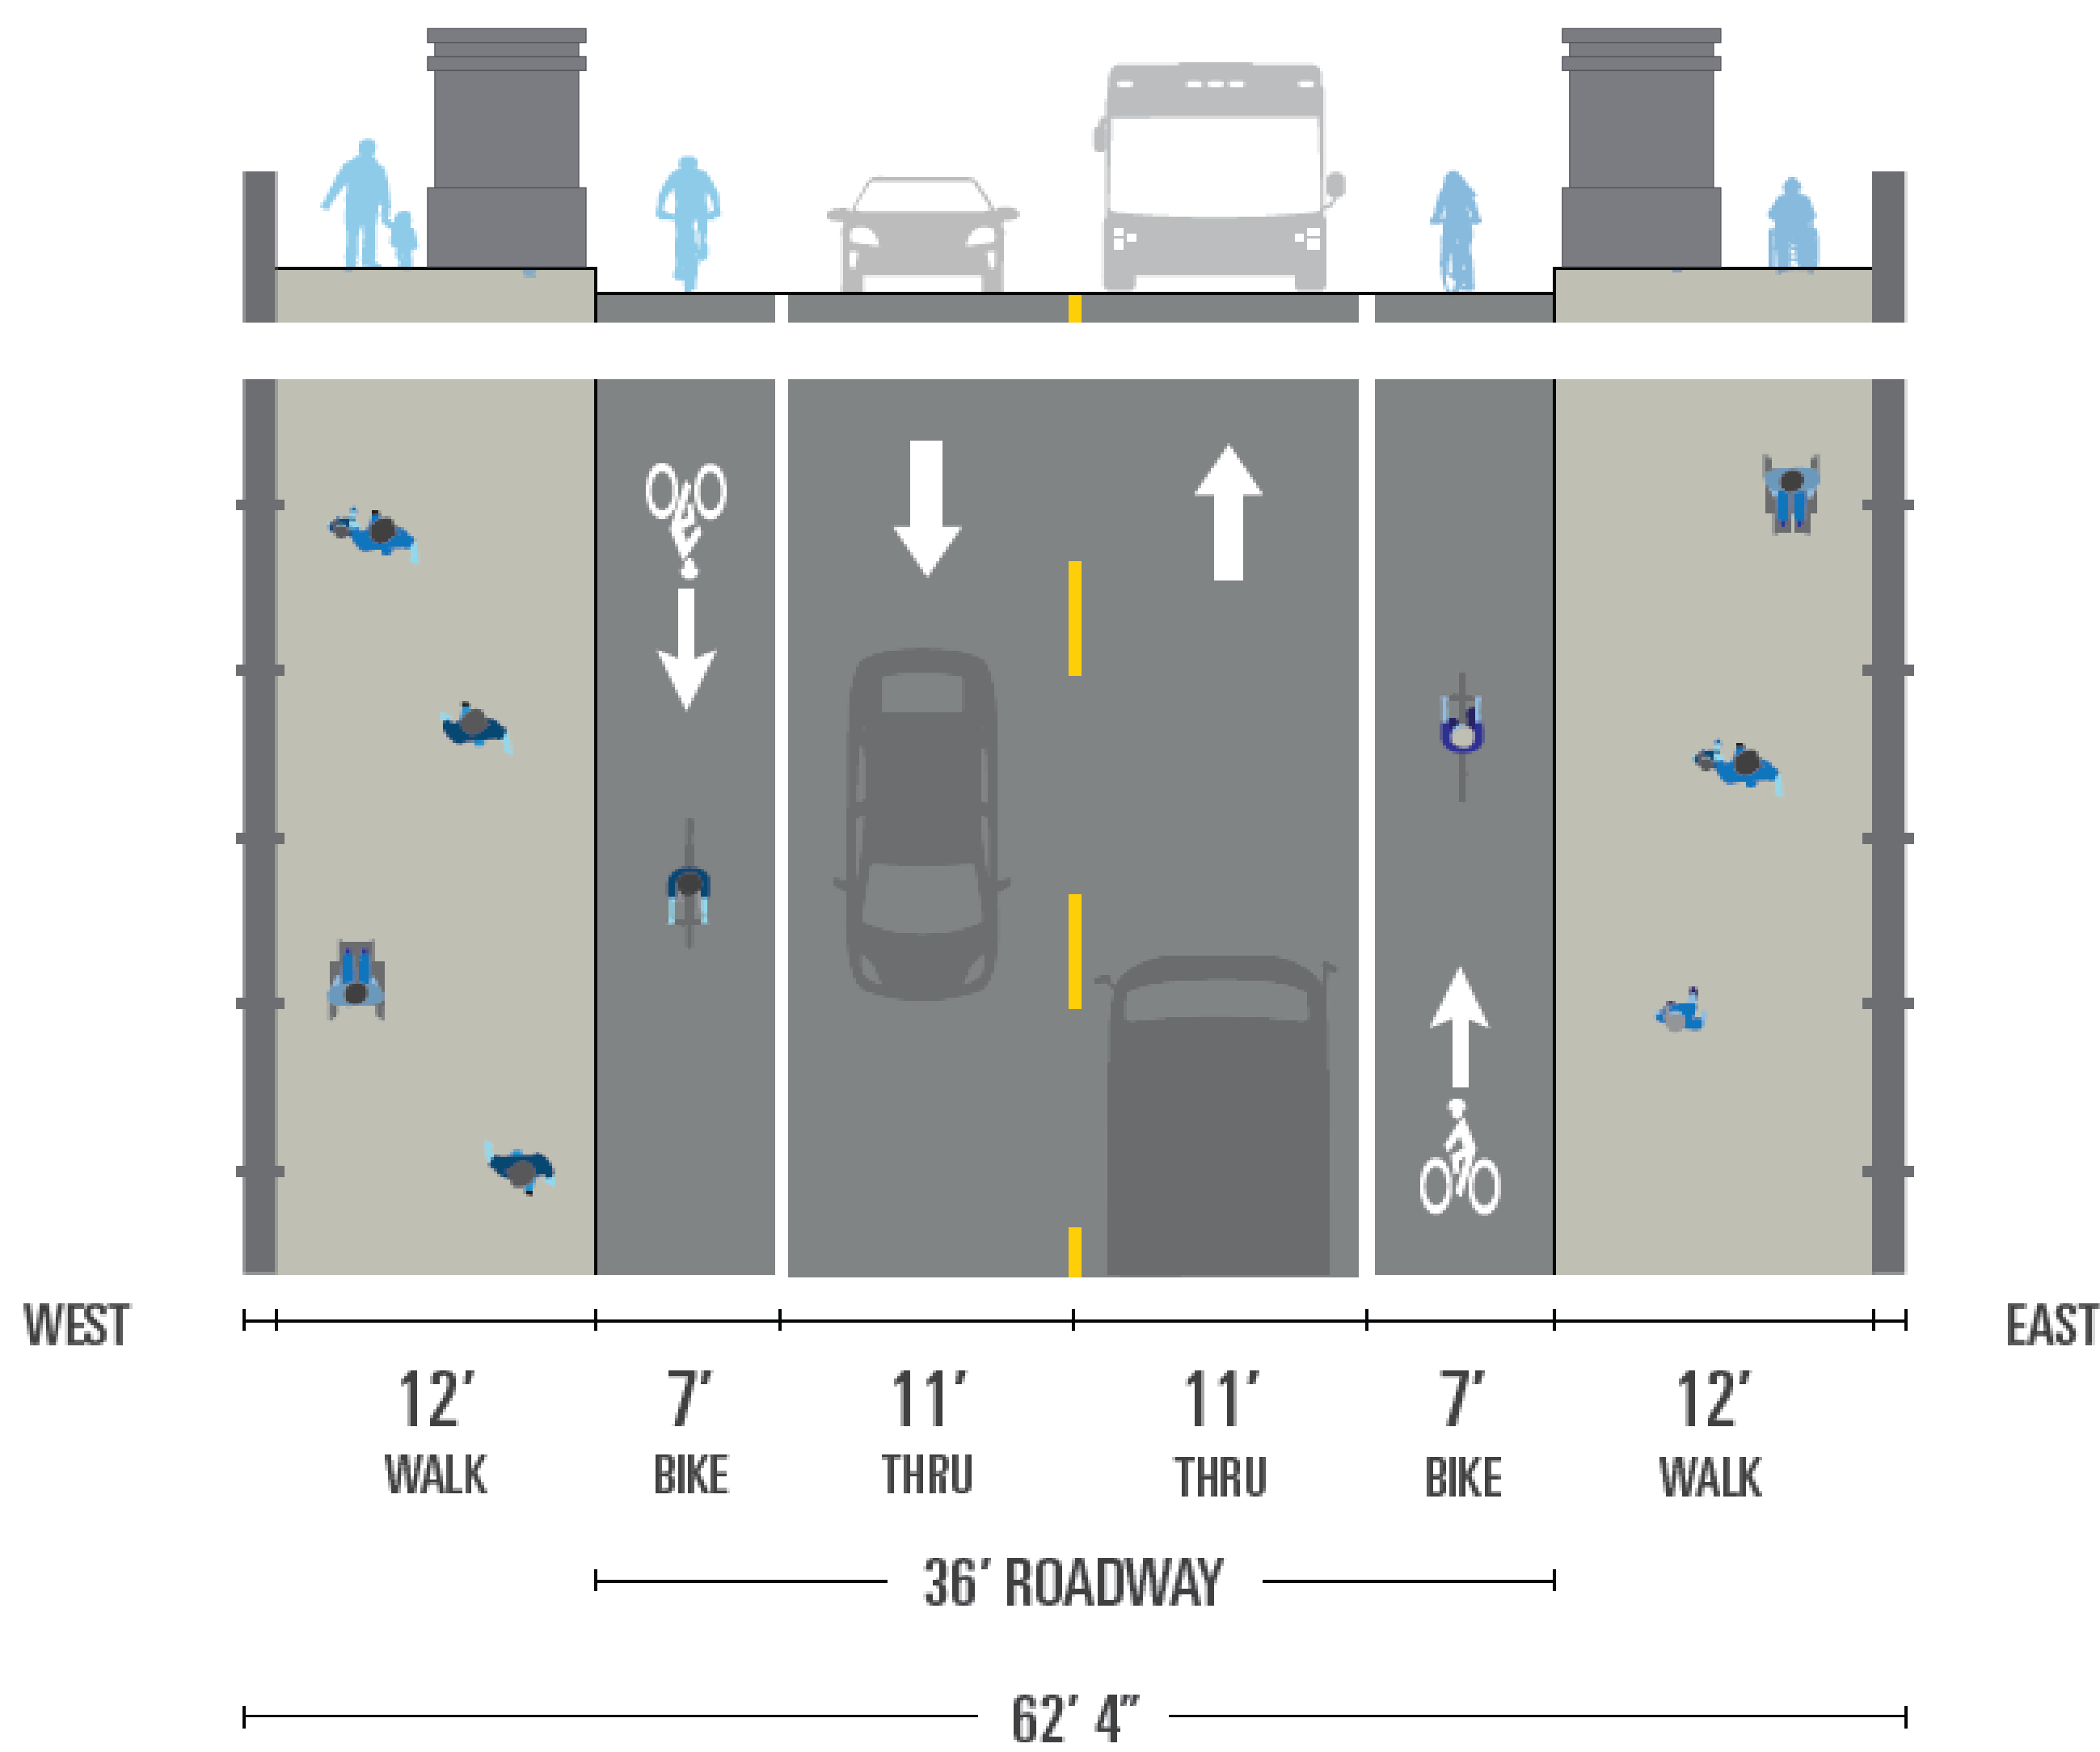 WEST
EAST
12’ 7’ 11’ 11’ 7’ 12’
WALK BIKE THRU THRU BIKE WALK
36’ ROADWAY
62’ 4”